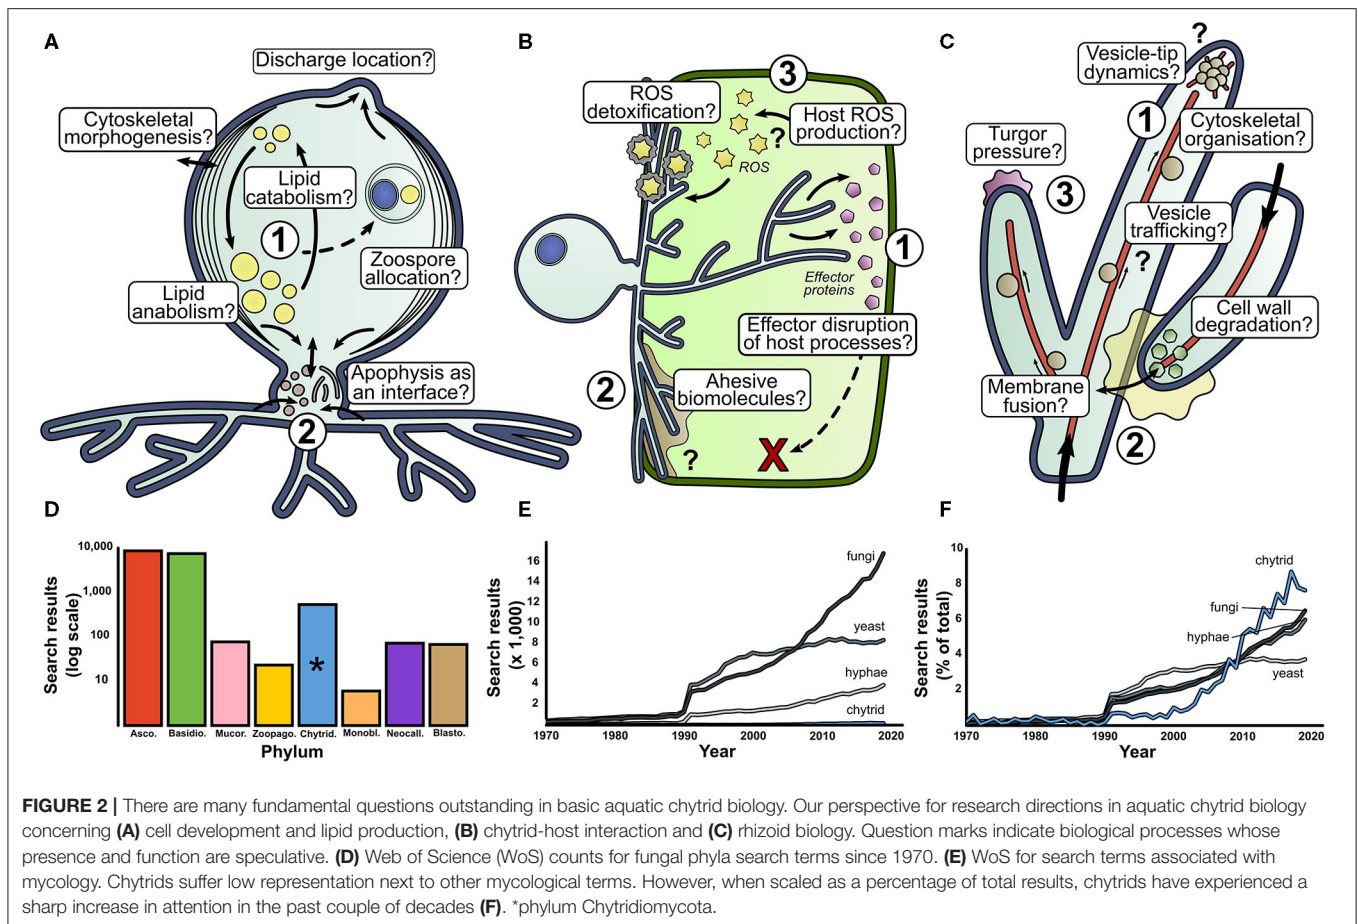 A
Discharge location?
Cytoskeletal
morphogenesis?
Lipid
catabolism?
1
Zoospore
allocation?
Lipid
anabolism?
Apophysis as
an interface?
2
B
3
ROS
detoxification?
Host ROS
production?
?
ROS
1
Effector
proteins
Effector disruption
of host processes?
2
Ahesive
biomolecules?
?
X
C
?
Vesicle-tip
dynamics?
1
Cytoskeletal
organisation?
Turgor
pressure?
3
Vesicle
trafficking?
?
Cell wall
degradation?
Membrane
fusion?
2
D
Search results
(log scale)
10,000
1,000
100
10
*
Asco. Basidio. Mucor. Zoopago. Chytrid. Monobl. Neocall. Blasto.
Phylum
E
Search results
(x 1,000)
16
14
12
10
8
6
4
2
fungi
yeast
hyphae
chytrid
1970 1980 1990 2000 2010 2020
Year
F
Search results
(% of total)
10
8
6
4
2
chytrid
fungi
hyphae
yeast
1970 1980 1990 2000 2010 2020
Year
FIGURE 2 | There are many fundamental questions outstanding in basic aquatic chytrid biology. Our perspective for research directions in aquatic chytrid biology
concerning (A) cell development and lipid production, (B) chytrid-host interaction and (C) rhizoid biology. Question marks indicate biological processes whose
presence and function are speculative. (D) Web of Science (WoS) counts for fungal phyla search terms since 1970. (E) WoS for search terms associated with
mycology. Chytrids suffer low representation next to other mycological terms. However, when scaled as a percentage of total results, chytrids have experienced a
sharp increase in attention in the past couple of decades (F). *phylum Chytridiomycota.